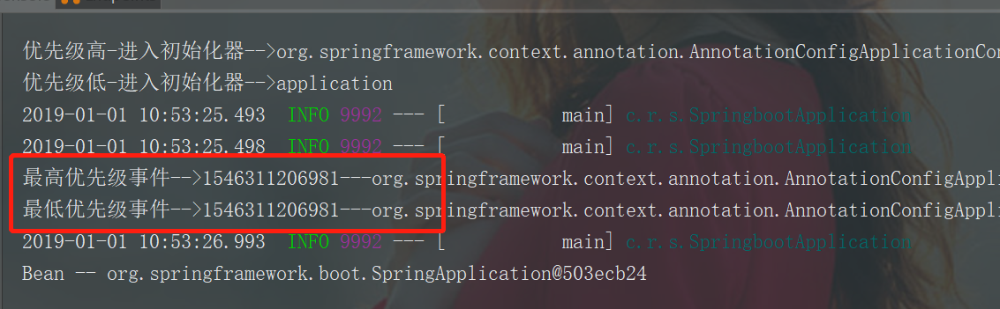 优先级高-进入初始化器-->org.springframework.context.annotation.AnnotationConfigApplicationCon
优先级低-进入初始化器-->application
2019-01-01 10:53:25.493  INFO 9992 --- [           main] c.r.s.SpringbootApplication
2019-01-01 10:53:25.498  INFO 9992 --- [           main] c.r.s.SpringbootApplication
最高优先级事件-->1546311206981---org.springframework.context.annotation.AnnotationConfigAppli
最低优先级事件-->1546311206981---org.springframework.context.annotation.AnnotationConfigAppli
2019-01-01 10:53:26.993  INFO 9992 --- [           main] c.r.s.SpringbootApplication
Bean -- org.springframework.boot.SpringApplication@503ecb24